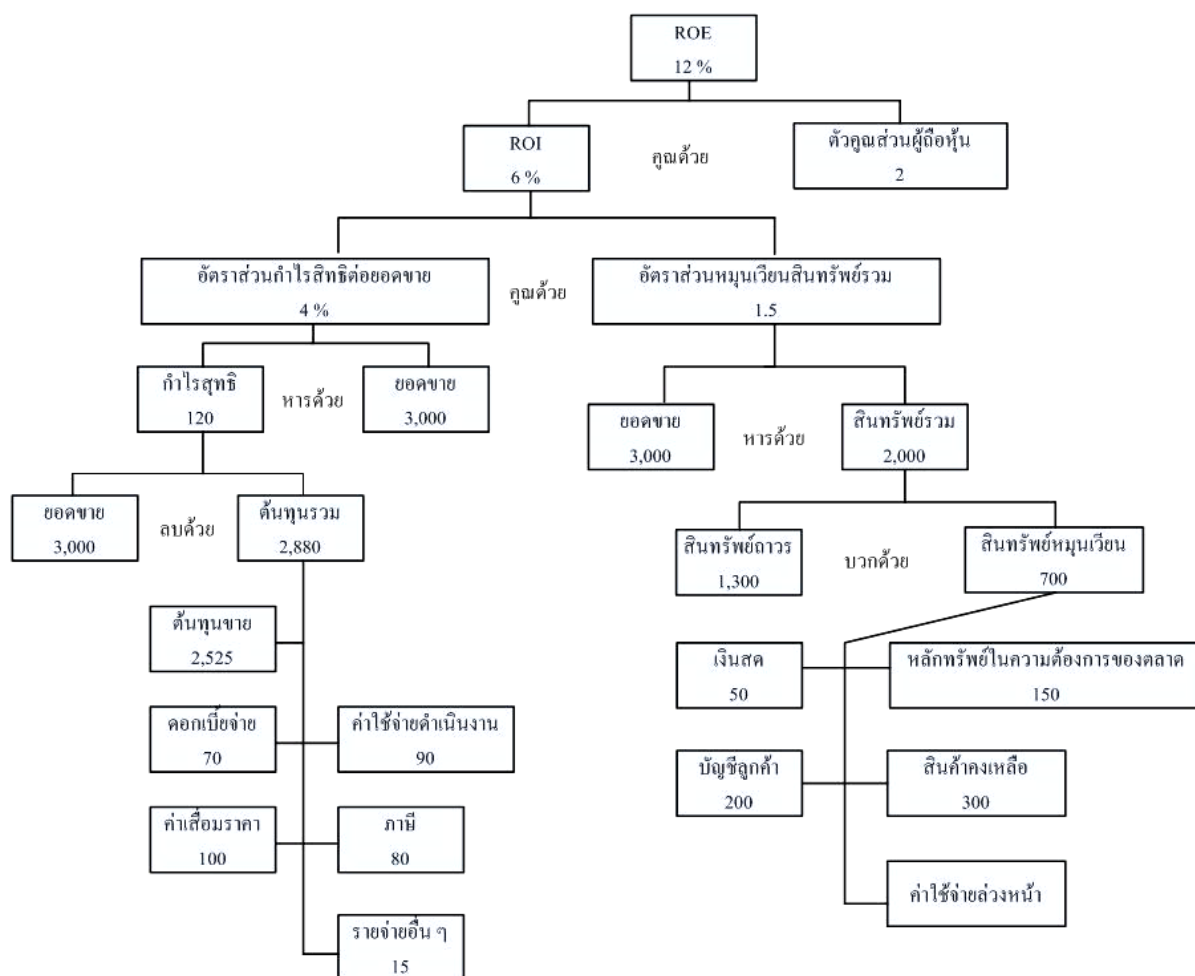 ROE
12 %
ROI
6 %
คูณด้วย
ตัวคูณส่วนผู้ถือหุ้น
2
อัตราส่วนกำไรสิทธิต่อยอดขาย
4 %
คูณด้วย
อัตราส่วนหมุนเวียนสินทรัพย์รวม
1.5
กำไรสุทธิ
120
หารด้วย
ยอดขาย
3,000
ยอดขาย
3,000
หารด้วย
สินทรัพย์รวม
2,000
ยอดขาย
3,000
ลบด้วย
ต้นทุนรวม
2,880
สินทรัพย์ถาวร
1,300
บวกด้วย
สินทรัพย์หมุนเวียน
700
ต้นทุนขาย
2,525
ดอกเบี้ยจ่าย
70
ค่าใช้จ่ายดำเนินงาน
90
ค่าเสื่อมราคา
100
ภาษี
80
รายจ่ายอื่น ๆ
15
เงินสด
50
หลักทรัพย์ในความต้องการของตลาด
150
บัญชีลูกค้า
200
สินค้าคงเหลือ
300
ค่าใช้จ่ายล่วงหน้า